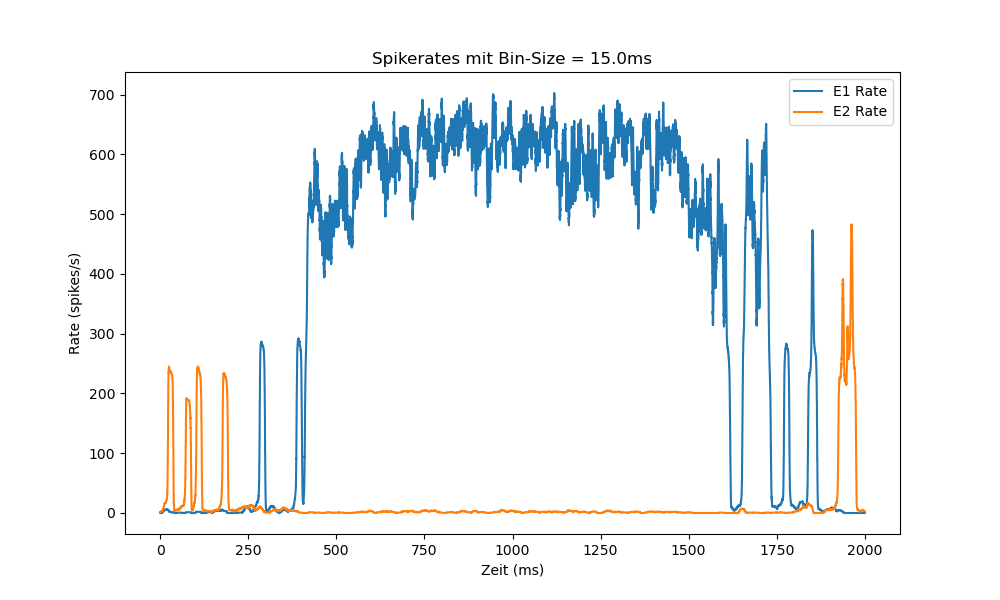 Spikerates mit Bin-Size = 15.0ms
E1 Rate
E2 Rate
700
600
500
400
300
200
100
0
Rate (spikes/s)
0 250 500 750 1000 1250 1500 1750 2000
Zeit (ms)